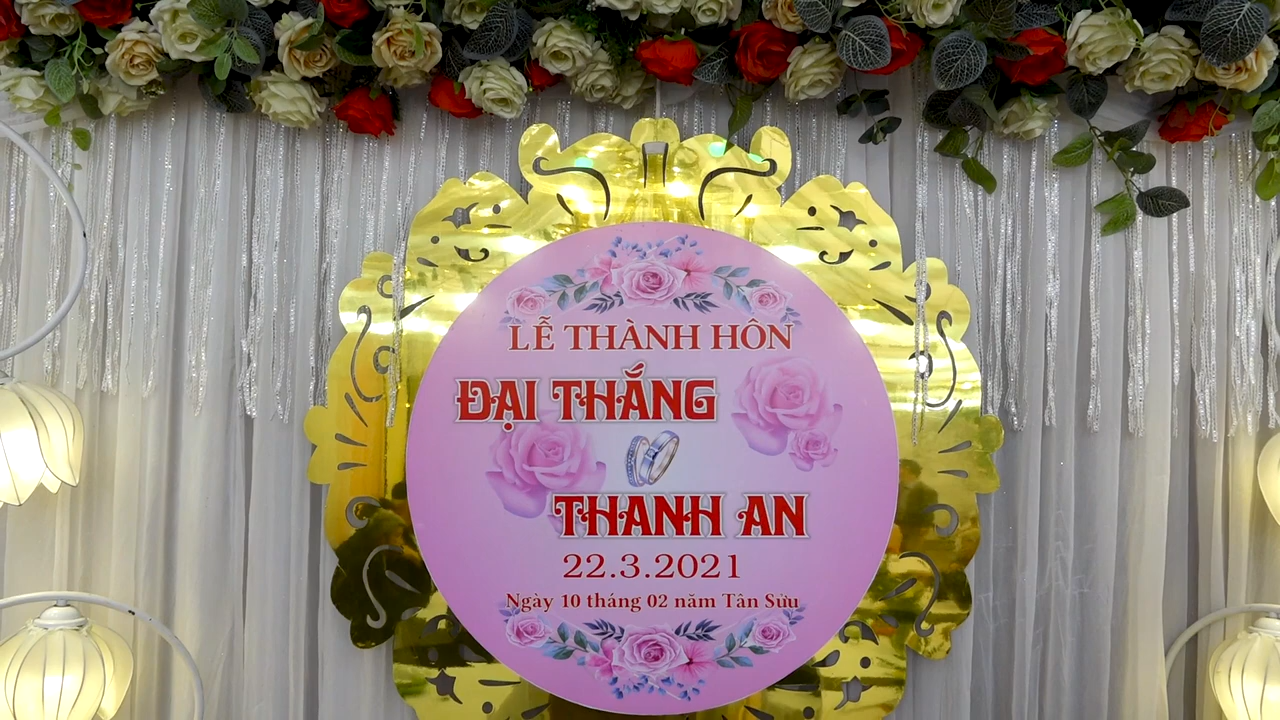 LỄ THÀNH HÔN
ĐẠI THẮNG
THANH AN
22.3.2021
Ngày 10 tháng 02 năm Tân Sửu